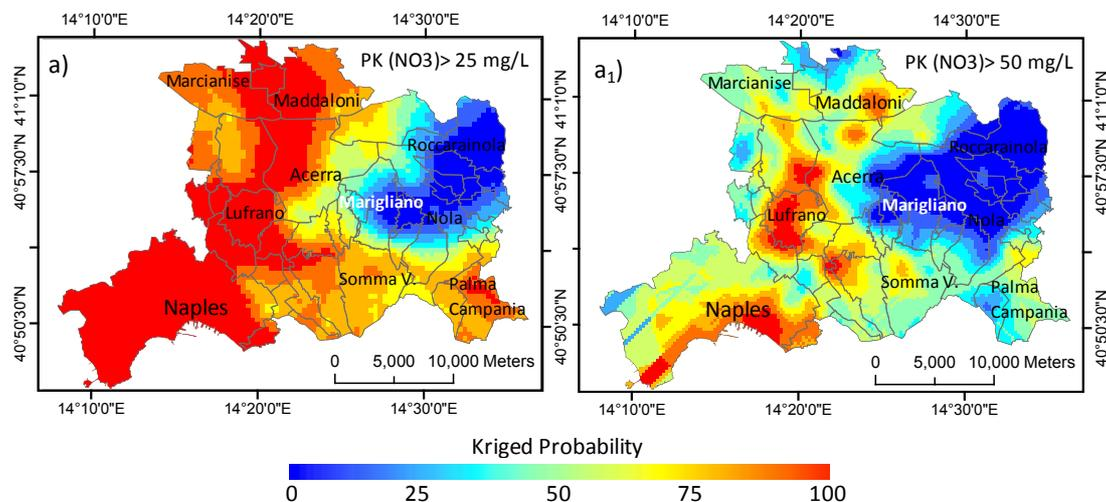 14°10'0"E 14°20'0"E 14°30'0"E
a) PK (NO3)> 25 mg/L
41°1'10"N
40°57'30"N
40°50'30"N
Marcianise
Maddaloni
Roccarainola
Acerra
Marigliano
Lufrano
Nola
Somma V.
Palma
Campania
Naples
0 5,000 10,000 Meters
14°10'0"E 14°20'0"E 14°30'0"E
14°10'0"E 14°20'0"E 14°30'0"E
a1) PK (NO3)> 50 mg/L
41°1'10"N
40°57'30"N
40°50'30"N
Marcianise
Maddaloni
Roccarainola
Acerra
Marigliano
Lufrano
Nola
Somma V.
Palma
Campania
Naples
0 5,000 10,000 Meters
14°10'0"E 14°20'0"E 14°30'0"E
Kriged Probability
0 25 50 75 100